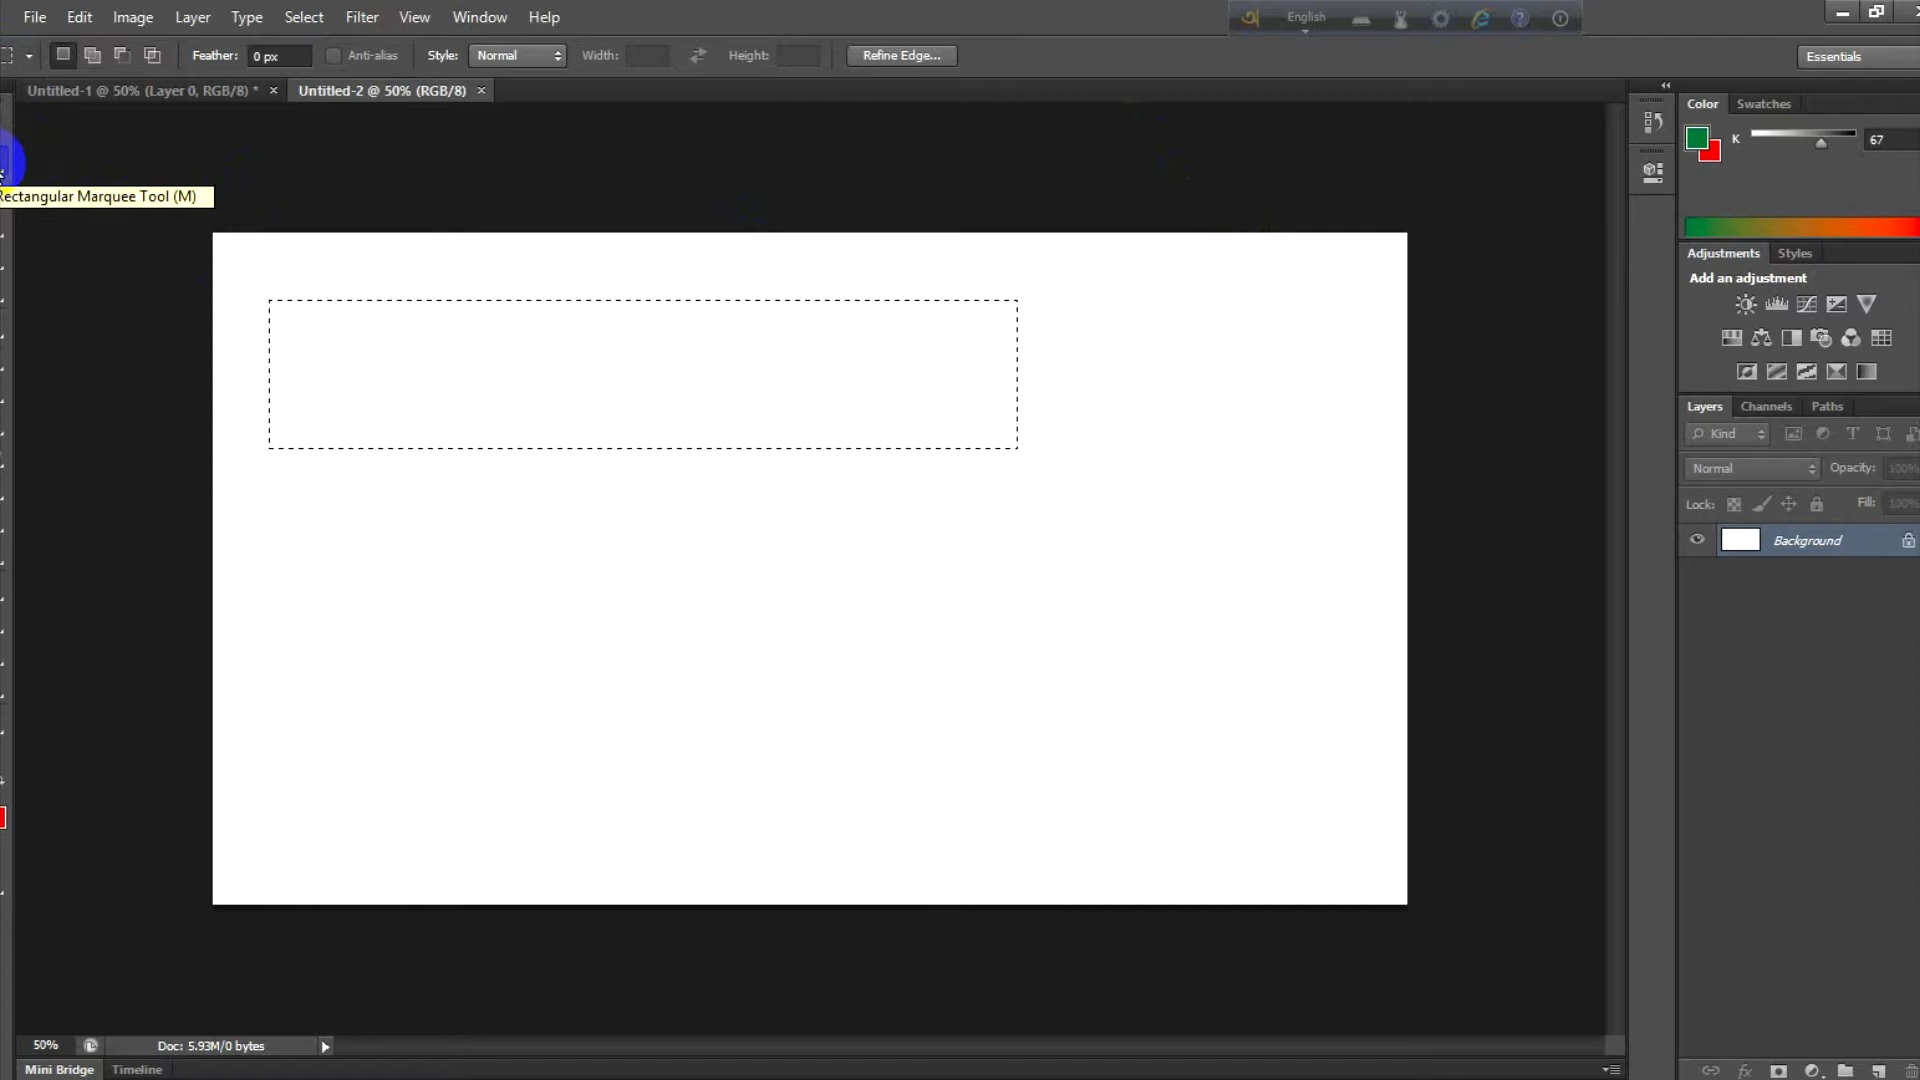 File Edit Image Layer Type Select Filter View Window Help
English
Feather: 0 px Anti-alias Style: Normal Width: Height: Refine Edge... Essentials
Untitled-1 @ 50% (Layer 0, RGB/8) * × Untitled-2 @ 50% (RGB/8) ×
Color Swatches
K 67
Rectangular Marquee Tool (M)
Adjustments Styles
Add an adjustment
Layers Channels Paths
Kind
Normal Opacity: 100%
Lock: Fill: 100%
Background
50% Doc: 5.93M/0 bytes
Mini Bridge Timeline